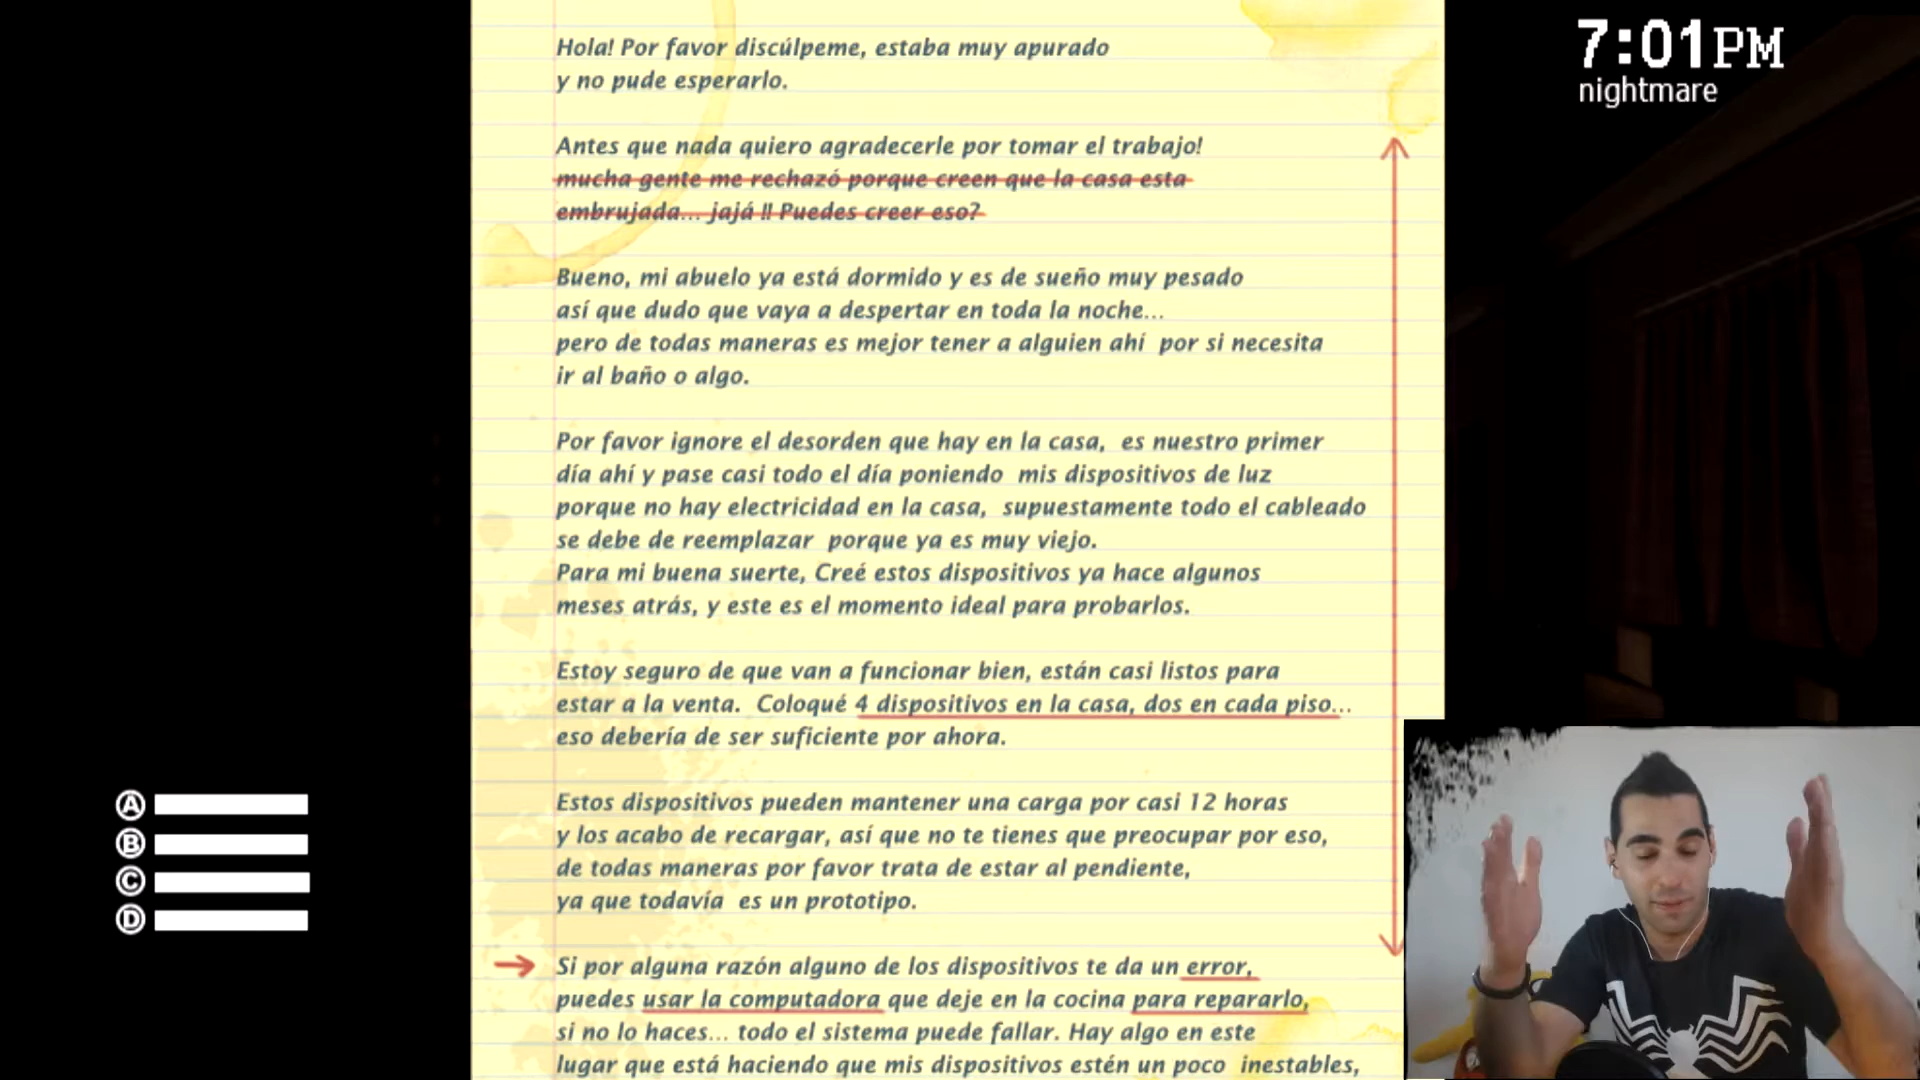 7:01PM
nightmare
Hola! Por favor discúlpeme, estaba muy apurado
y no pude esperarlo.
Antes que nada quiero agradecerle por tomar el trabajo!
mucha gente me rechazó porque creen que la casa esta
embrujada... jajá !! Puedes creer eso?
Bueno, mi abuelo ya está dormido y es de sueño muy pesado
así que dudo que vaya a despertar en toda la noche...
pero de todas maneras es mejor tener a alguien ahí por si necesita
ir al baño o algo.
Por favor ignore el desorden que hay en la casa, es nuestro primer
día ahí y pase casi todo el día poniendo mis dispositivos de luz
porque no hay electricidad en la casa, supuestamente todo el cableado
se debe de reemplazar porque ya es muy viejo.
Para mi buena suerte, Creé estos dispositivos ya hace algunos
meses atrás, y este es el momento ideal para probarlos.
Estoy seguro de que van a funcionar bien, están casi listos para
estar a la venta. Coloqué 4 dispositivos en la casa, dos en cada piso...
eso debería de ser suficiente por ahora.
Estos dispositivos pueden mantener una carga por casi 12 horas
y los acabo de recargar, así que no te tienes que preocupar por eso,
de todas maneras por favor trata de estar al pendiente,
ya que todavía es un prototipo.
Si por alguna razón alguno de los dispositivos te da un error,
puedes usar la computadora que deje en la cocina para repararlo,
si no lo haces... todo el sistema puede fallar. Hay algo en este
lugar que está haciendo que mis dispositivos estén un poco inestables,
A
B
C
D